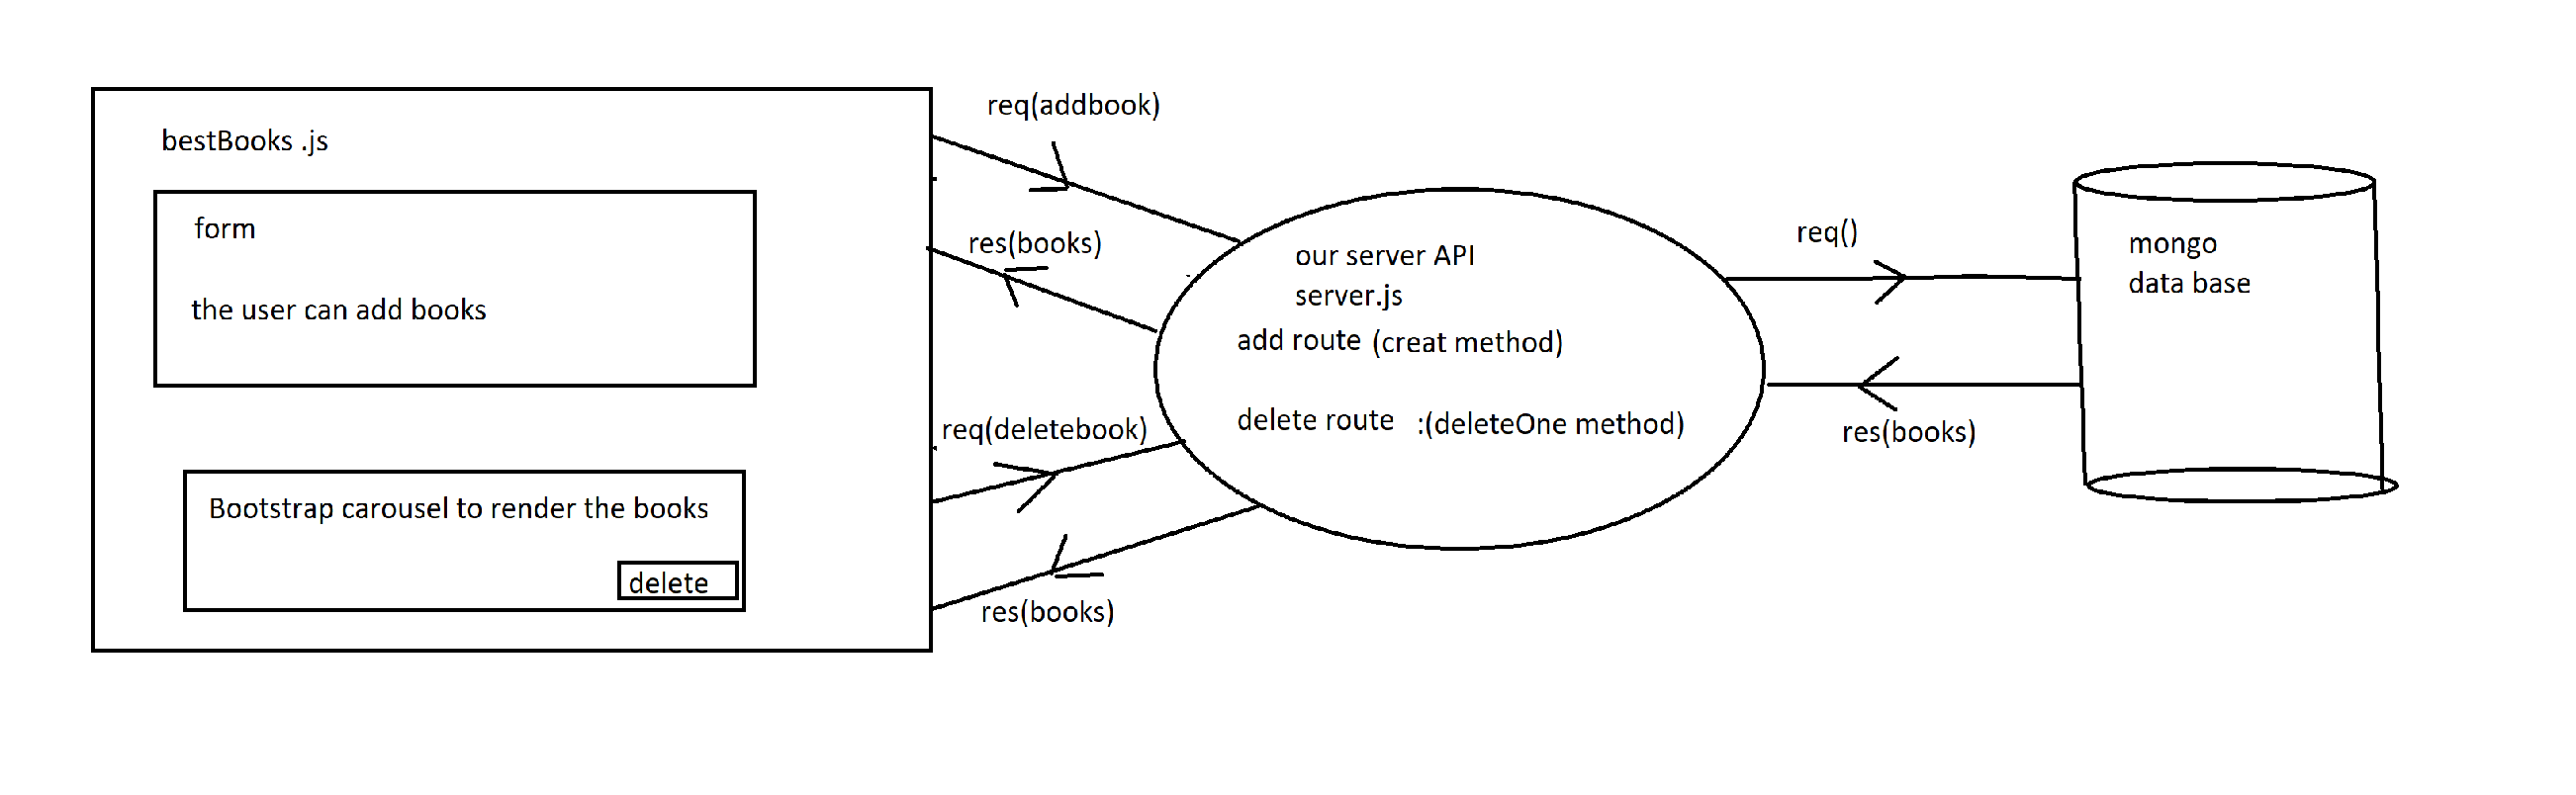 bestBooks .js
form
the user can add books
Bootstrap carousel to render the books
delete
req(addbook)
res(books)
req(deletebook)
res(books)
our server API
server.js
add route (creat method)
delete route :(deleteOne method)
req()
res(books)
mongo
data base